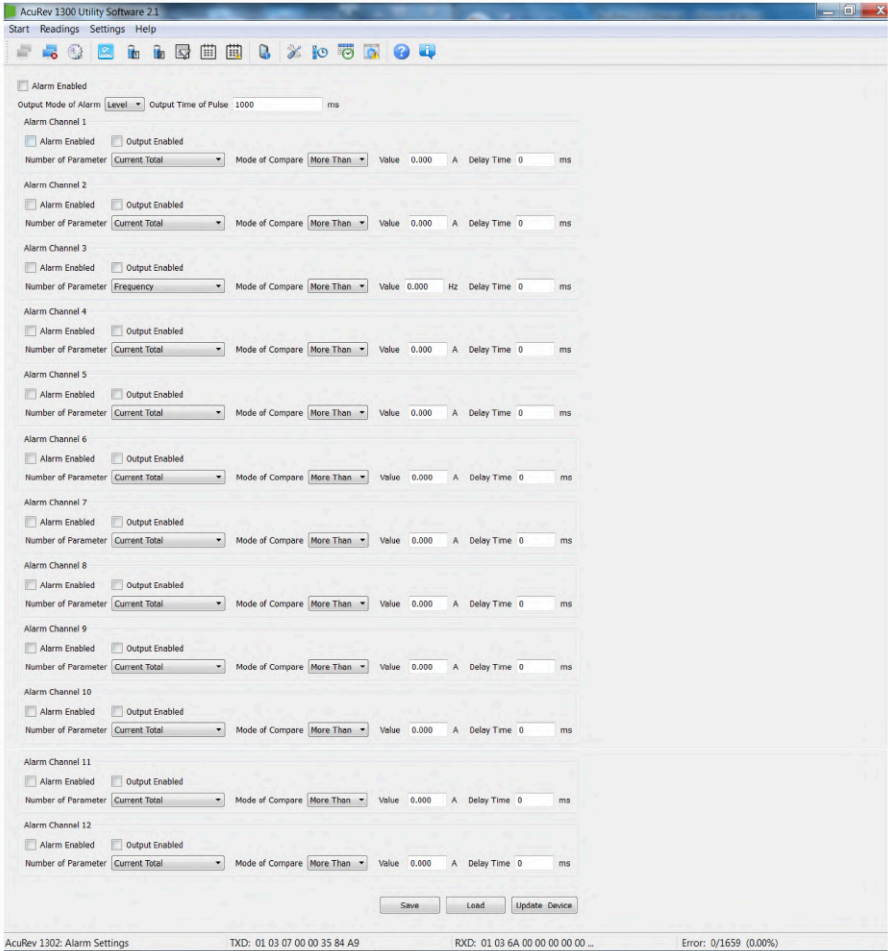 AcuRev 1300 Utility Software 2.1
Start Readings Settings Help
Alarm Enabled
Output Mode of Alarm Level Output Time of Pulse 1000 ms
Alarm Channel 1
Alarm Enabled Output Enabled
Number of Parameter Current Total Mode of Compare More Than Value 0.000 A Delay Time 0 ms
Alarm Channel 2
Alarm Enabled Output Enabled
Number of Parameter Current Total Mode of Compare More Than Value 0.000 A Delay Time 0 ms
Alarm Channel 3
Alarm Enabled Output Enabled
Number of Parameter Frequency Mode of Compare More Than Value 0.000 Hz Delay Time 0 ms
Alarm Channel 4
Alarm Enabled Output Enabled
Number of Parameter Current Total Mode of Compare More Than Value 0.000 A Delay Time 0 ms
Alarm Channel 5
Alarm Enabled Output Enabled
Number of Parameter Current Total Mode of Compare More Than Value 0.000 A Delay Time 0 ms
Alarm Channel 6
Alarm Enabled Output Enabled
Number of Parameter Current Total Mode of Compare More Than Value 0.000 A Delay Time 0 ms
Alarm Channel 7
Alarm Enabled Output Enabled
Number of Parameter Current Total Mode of Compare More Than Value 0.000 A Delay Time 0 ms
Alarm Channel 8
Alarm Enabled Output Enabled
Number of Parameter Current Total Mode of Compare More Than Value 0.000 A Delay Time 0 ms
Alarm Channel 9
Alarm Enabled Output Enabled
Number of Parameter Current Total Mode of Compare More Than Value 0.000 A Delay Time 0 ms
Alarm Channel 10
Alarm Enabled Output Enabled
Number of Parameter Current Total Mode of Compare More Than Value 0.000 A Delay Time 0 ms
Alarm Channel 11
Alarm Enabled Output Enabled
Number of Parameter Current Total Mode of Compare More Than Value 0.000 A Delay Time 0 ms
Alarm Channel 12
Alarm Enabled Output Enabled
Number of Parameter Current Total Mode of Compare More Than Value 0.000 A Delay Time 0 ms
Save Load Update Device
AcuRev 1302: Alarm Settings TXD: 01 03 07 00 00 35 84 A9 RXD: 01 03 6A 00 00 00 00 00 ... Error: 0/1659 (0.00%)